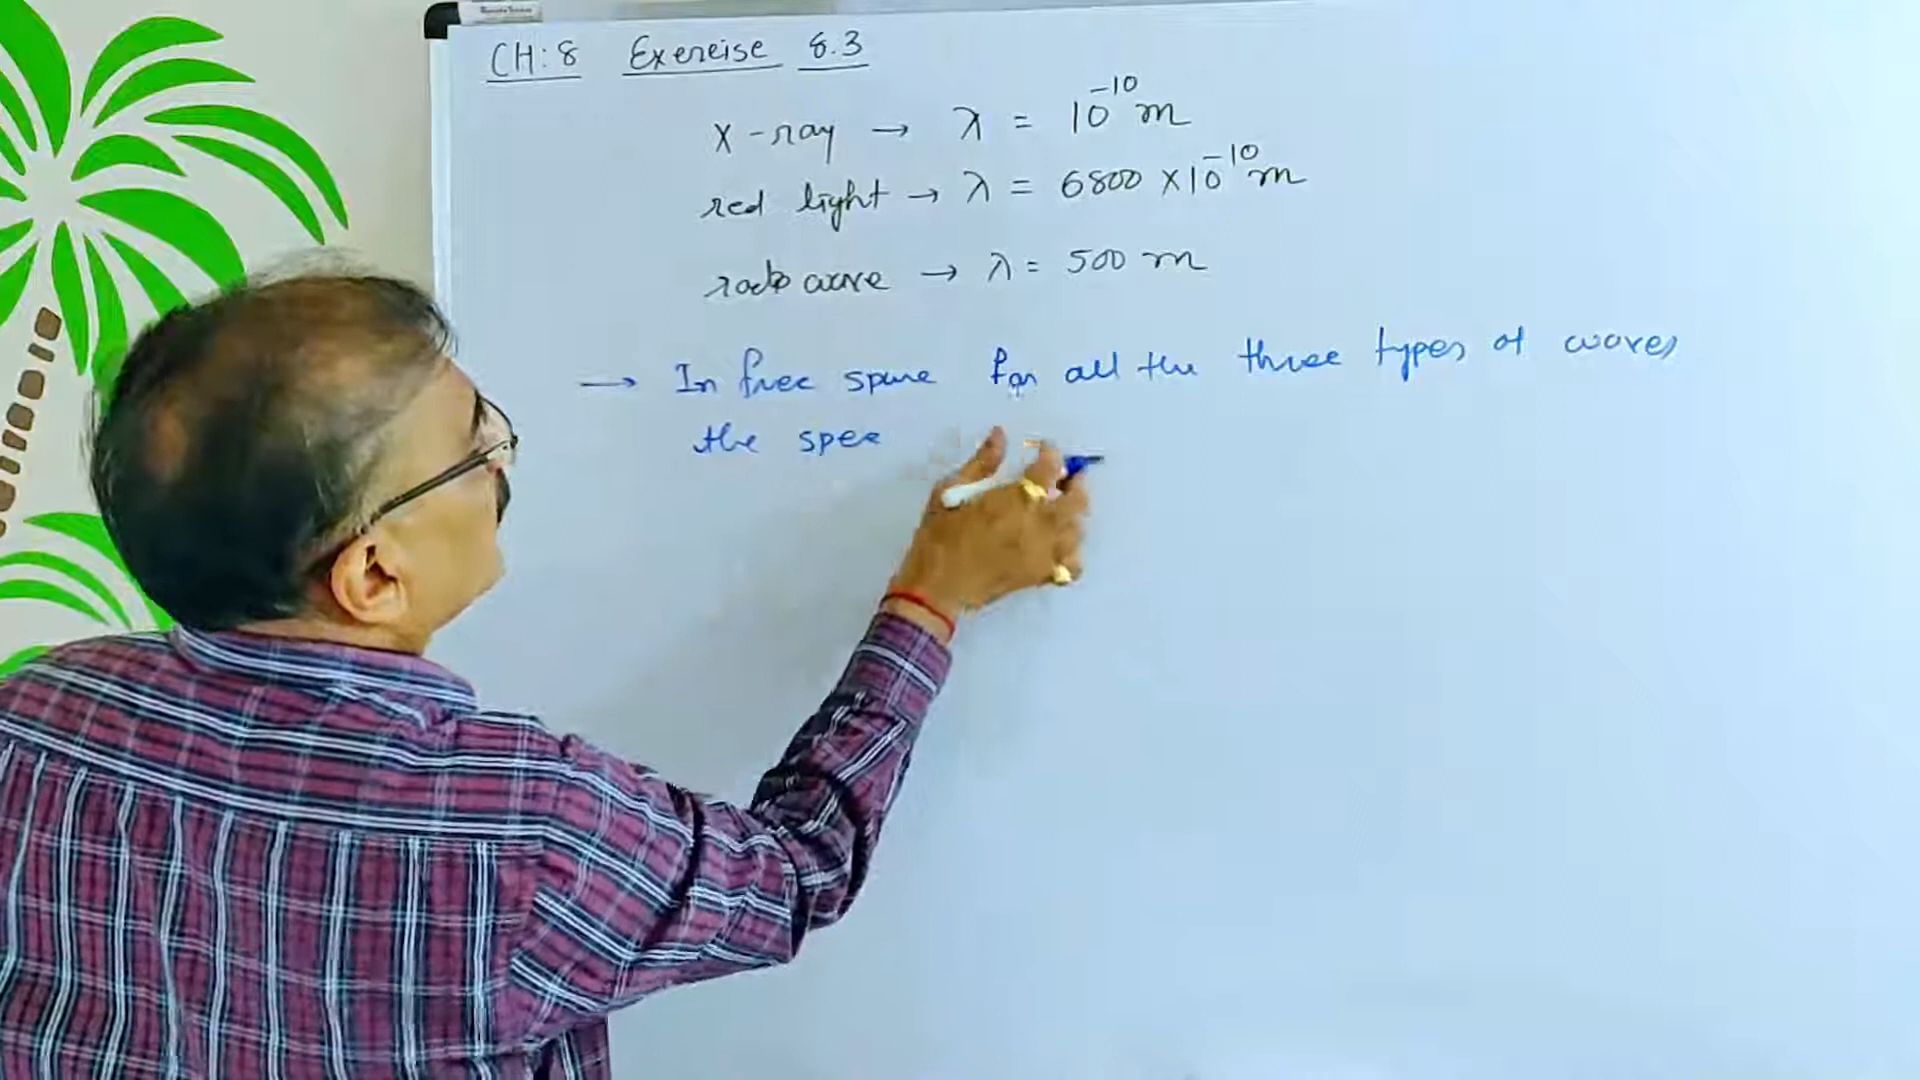 CH:8 Exercise 8.3
X-ray → λ = 10⁻¹⁰ m
red light → λ = 6800 × 10⁻¹⁰ m
radio wave → λ = 500 m
→ In free space for all the three types of waves
the spee